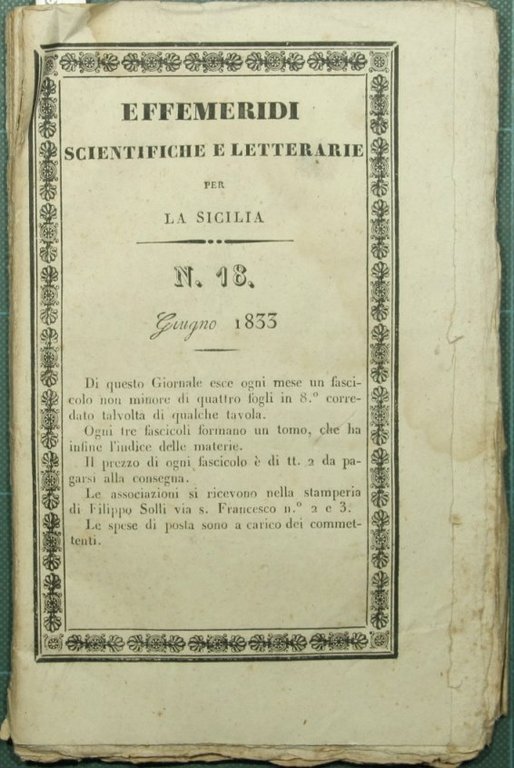 EFFEMERIDI
SCIENTIFICHE E LETTERARIE
PER
LA SICILIA
N. 18.
Giugno 1833
Di questo Giornale esce ogni mese un fasci-
colo non minore di quattro fogli in 8.° corre-
dato talvolta di qualche tavola.
Ogni tre fascicoli formano un tomo, che ha
infine l'indice delle materie.
Il prezzo di ogni fascicolo è di tt. 2 da pa-
garsi alla consegna.
Le associazioni si ricevono nella stamperia
di Filippo Solli via s. Francesco n.° 2 e 3.
Le spese di posta sono a carico dei commet-
tenti.